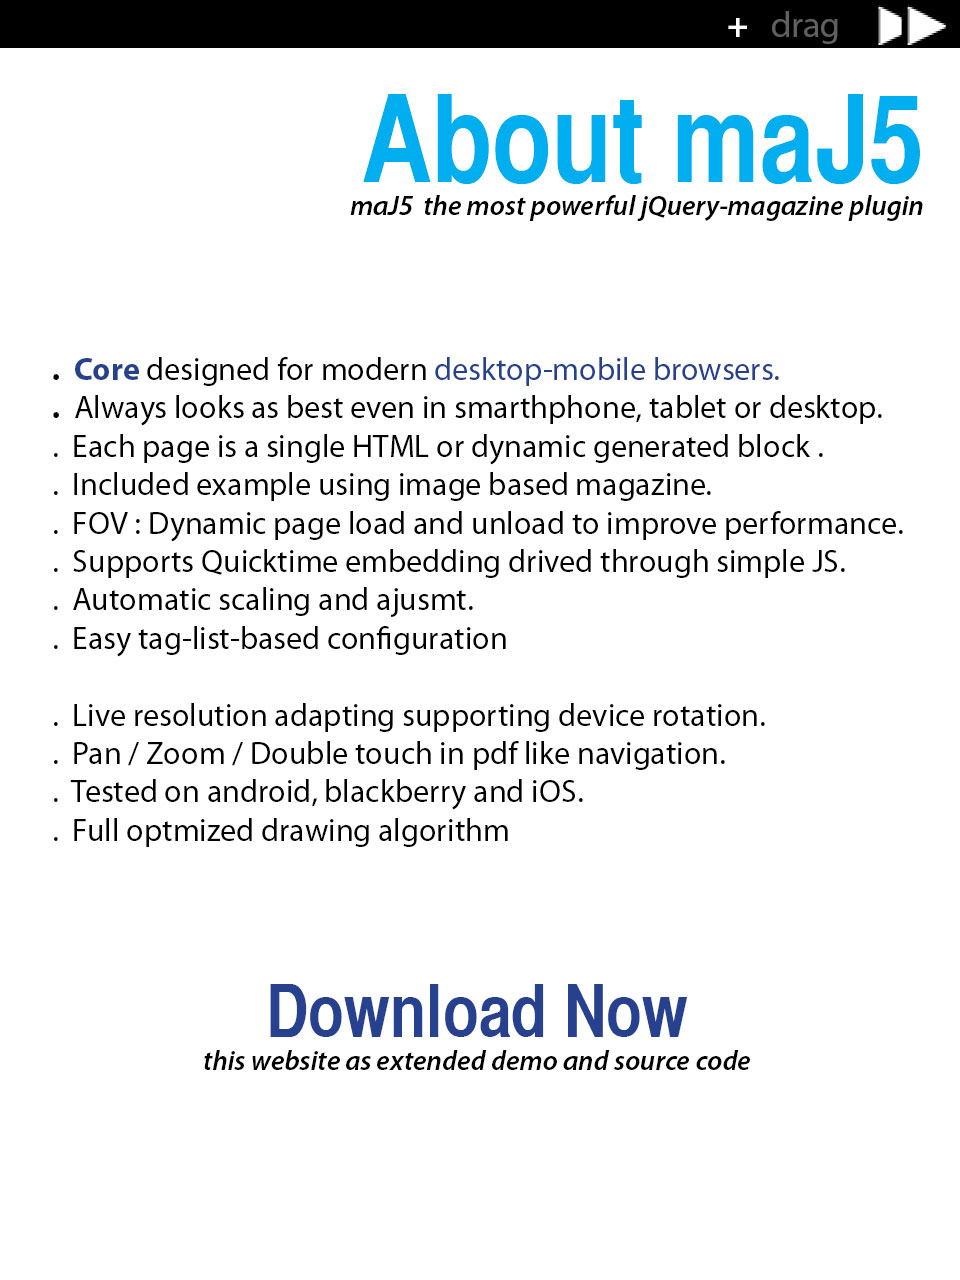 + drag
About maJ5
maJ5 the most powerful jQuery-magazine plugin
. Core designed for modern desktop-mobile browsers.
. Always looks as best even in smarthphone, tablet or desktop.
. Each page is a single HTML or dynamic generated block .
. Included example using image based magazine.
. FOV : Dynamic page load and unload to improve performance.
. Supports Quicktime embedding drived through simple JS.
. Automatic scaling and ajusmt.
. Easy tag-list-based configuration
. Live resolution adapting supporting device rotation.
. Pan / Zoom / Double touch in pdf like navigation.
. Tested on android, blackberry and iOS.
. Full optmized drawing algorithm
Download Now
this website as extended demo and source code